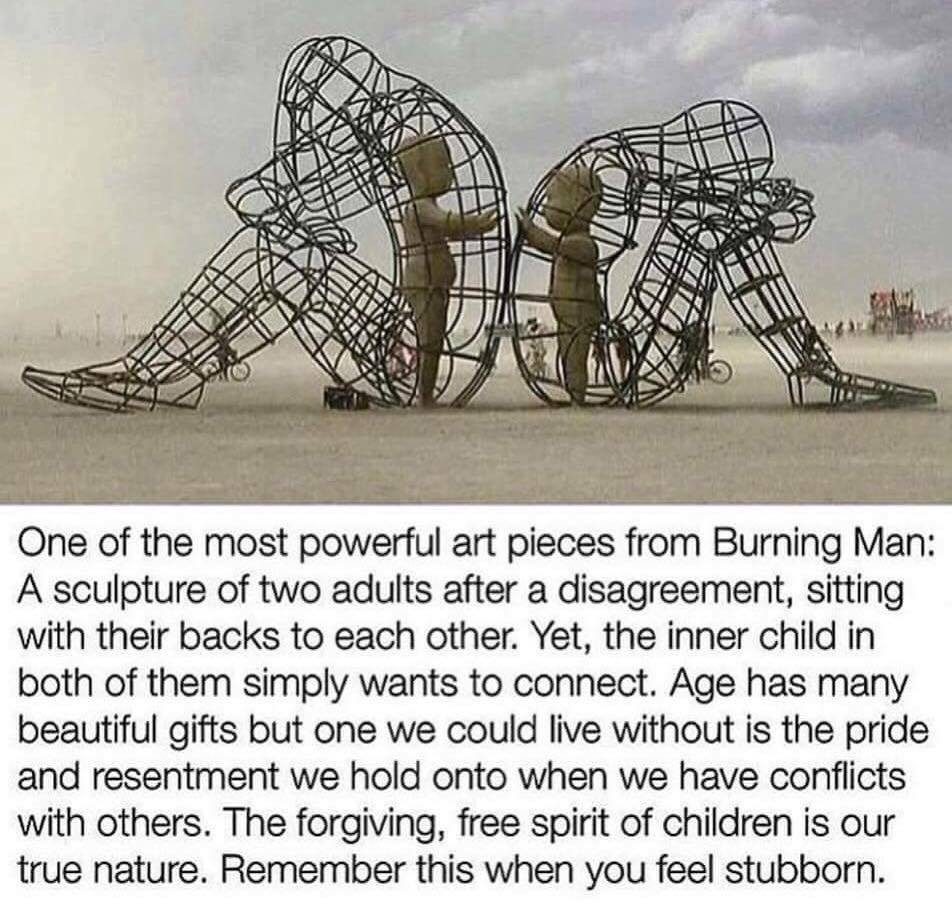 One of the most powerful art pieces from Burning Man:
A sculpture of two adults after a disagreement, sitting
with their backs to each other. Yet, the inner child in
both of them simply wants to connect. Age has many
beautiful gifts but one we could live without is the pride
and resentment we hold onto when we have conflicts
with others. The forgiving, free spirit of children is our
true nature. Remember this when you feel stubborn.